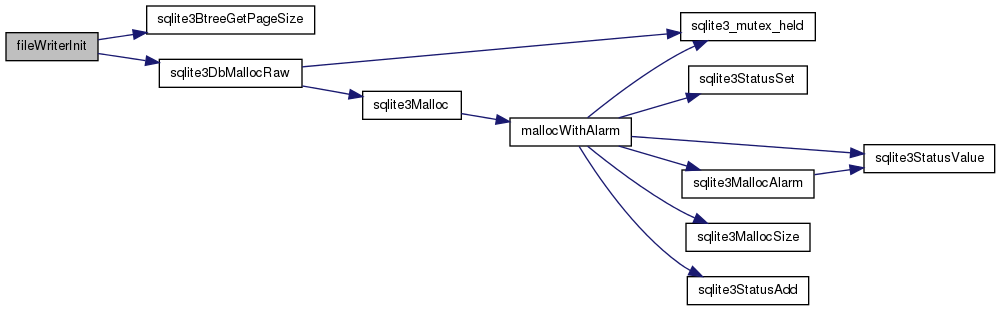 fileWriterInit
sqlite3BtreeGetPageSize
sqlite3DbMallocRaw
sqlite3Malloc
mallocWithAlarm
sqlite3_mutex_held
sqlite3StatusSet
sqlite3StatusValue
sqlite3MallocAlarm
sqlite3MallocSize
sqlite3StatusAdd